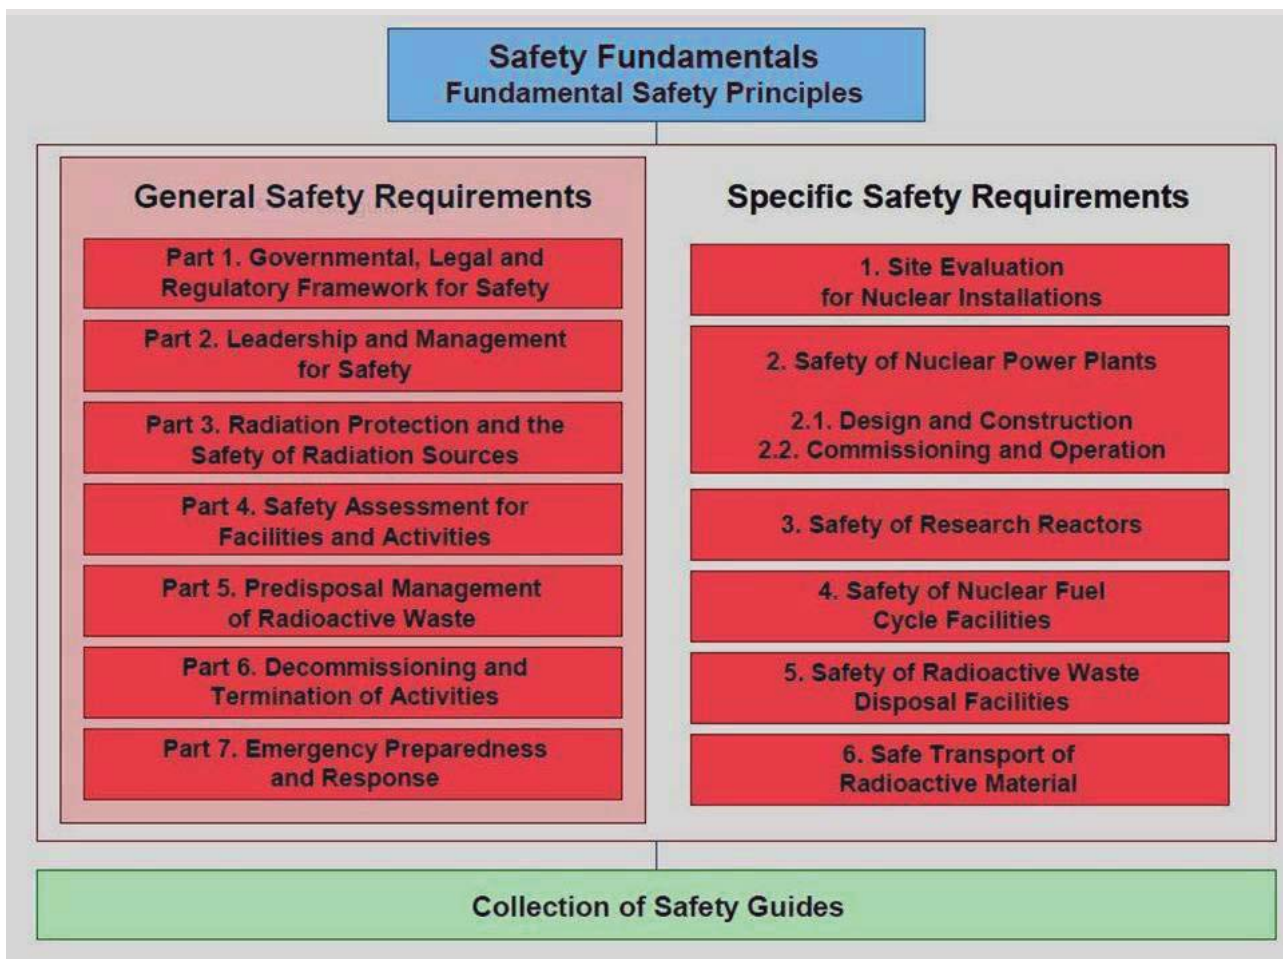 Safety Fundamentals
Fundamental Safety Principles
General Safety Requirements
Part 1. Governmental, Legal and
Regulatory Framework for Safety
Part 2. Leadership and Management
for Safety
Part 3. Radiation Protection and the
Safety of Radiation Sources
Part 4. Safety Assessment for
Facilities and Activities
Part 5. Predisposal Management
of Radioactive Waste
Part 6. Decommissioning and
Termination of Activities
Part 7. Emergency Preparedness
and Response
Specific Safety Requirements
1. Site Evaluation
for Nuclear Installations
2. Safety of Nuclear Power Plants
2.1. Design and Construction
2.2. Commissioning and Operation
3. Safety of Research Reactors
4. Safety of Nuclear Fuel
Cycle Facilities
5. Safety of Radioactive Waste
Disposal Facilities
6. Safe Transport of
Radioactive Material
Collection of Safety Guides